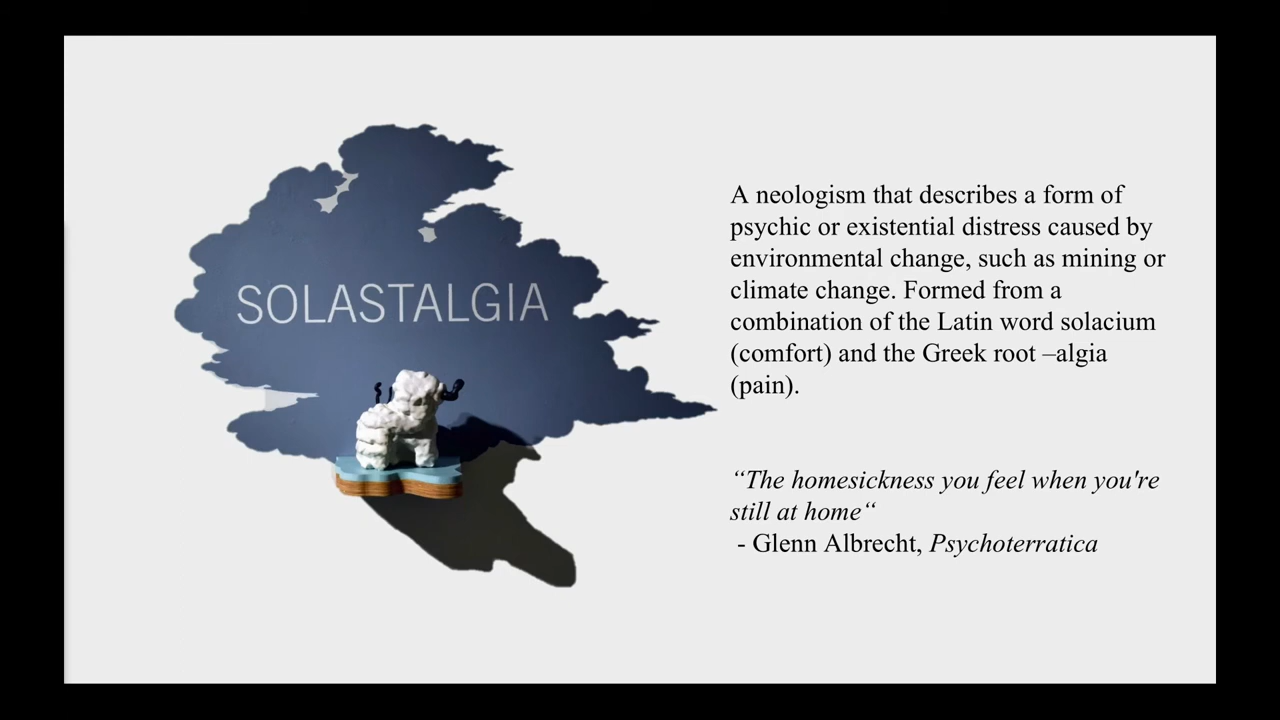 SOLASTALGIA
A neologism that describes a form of
psychic or existential distress caused by
environmental change, such as mining or
climate change. Formed from a
combination of the Latin word solacium
(comfort) and the Greek root –algia
(pain).
“The homesickness you feel when you're
still at home“
- Glenn Albrecht, Psychoterratica